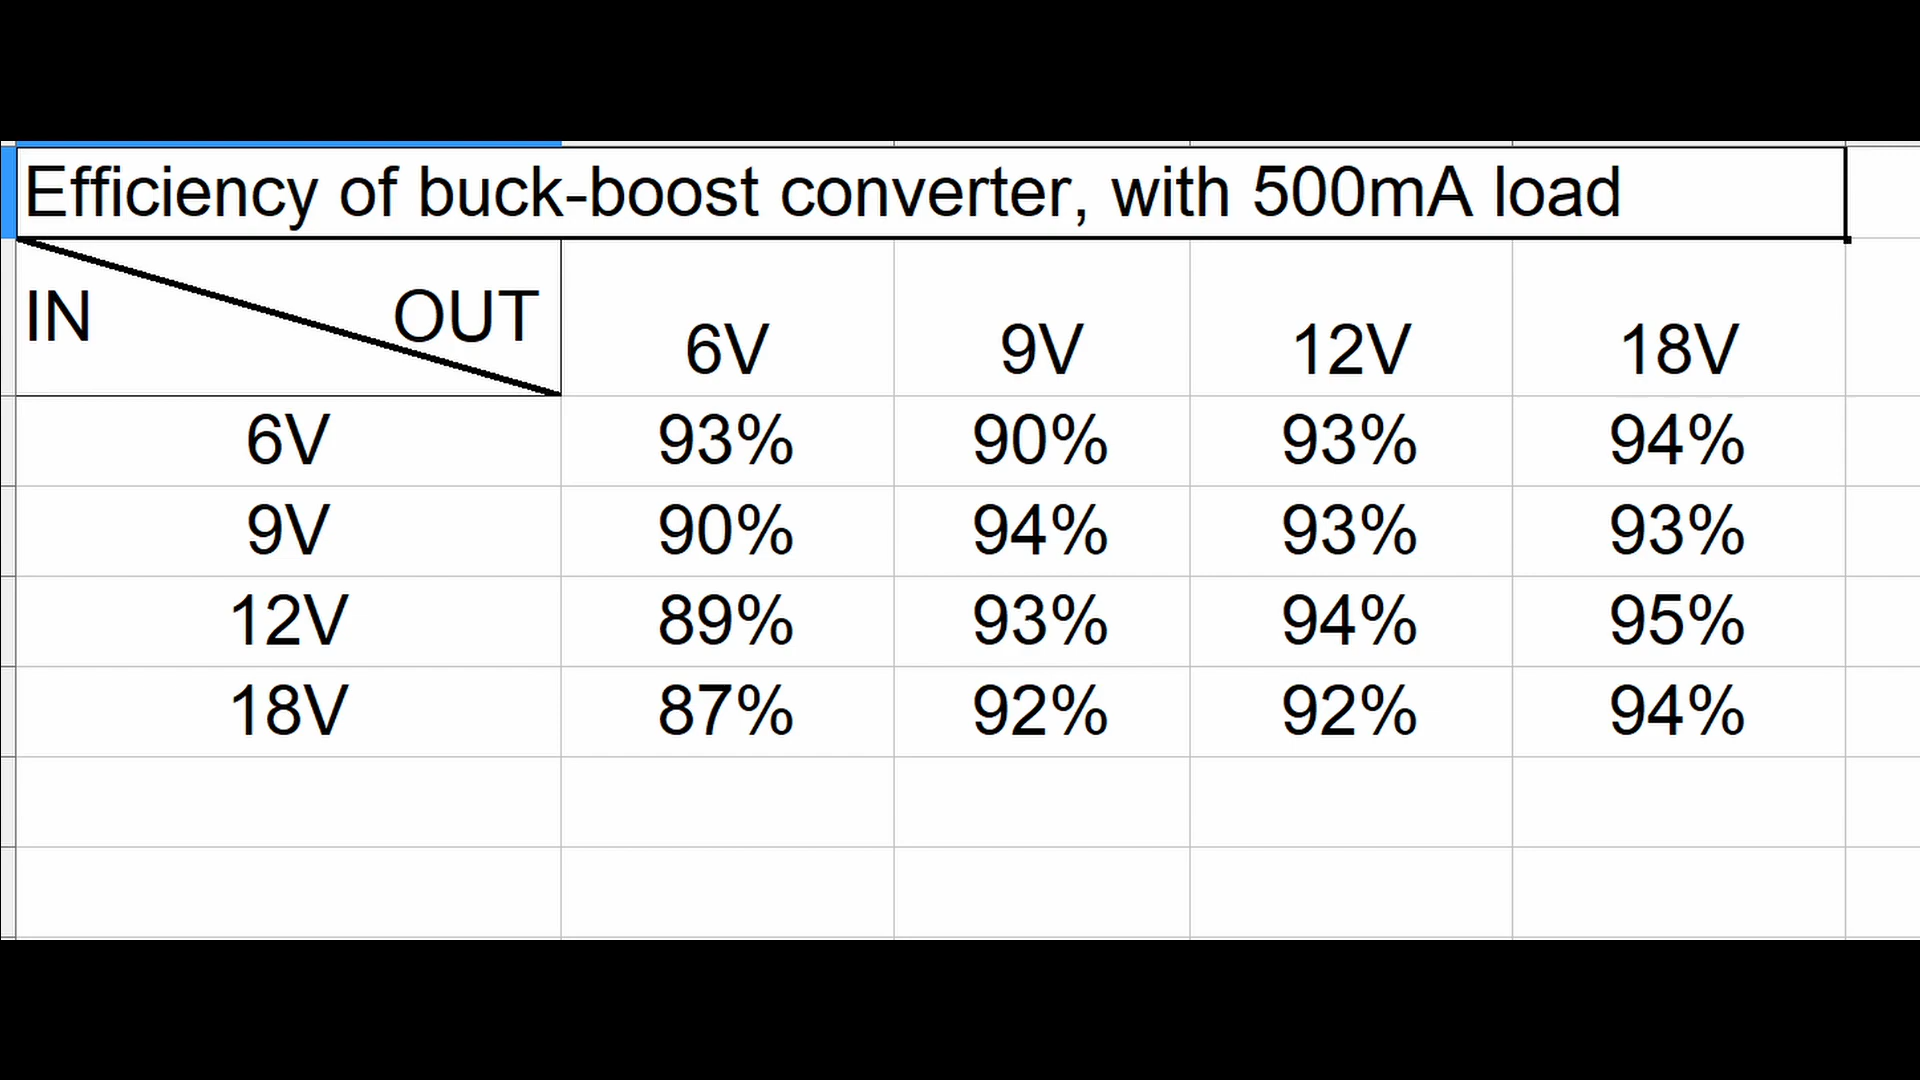 Efficiency of buck-boost converter, with 500mA load
IN OUT 6V 9V 12V 18V
6V 93% 90% 93% 94%
9V 90% 94% 93% 93%
12V 89% 93% 94% 95%
18V 87% 92% 92% 94%